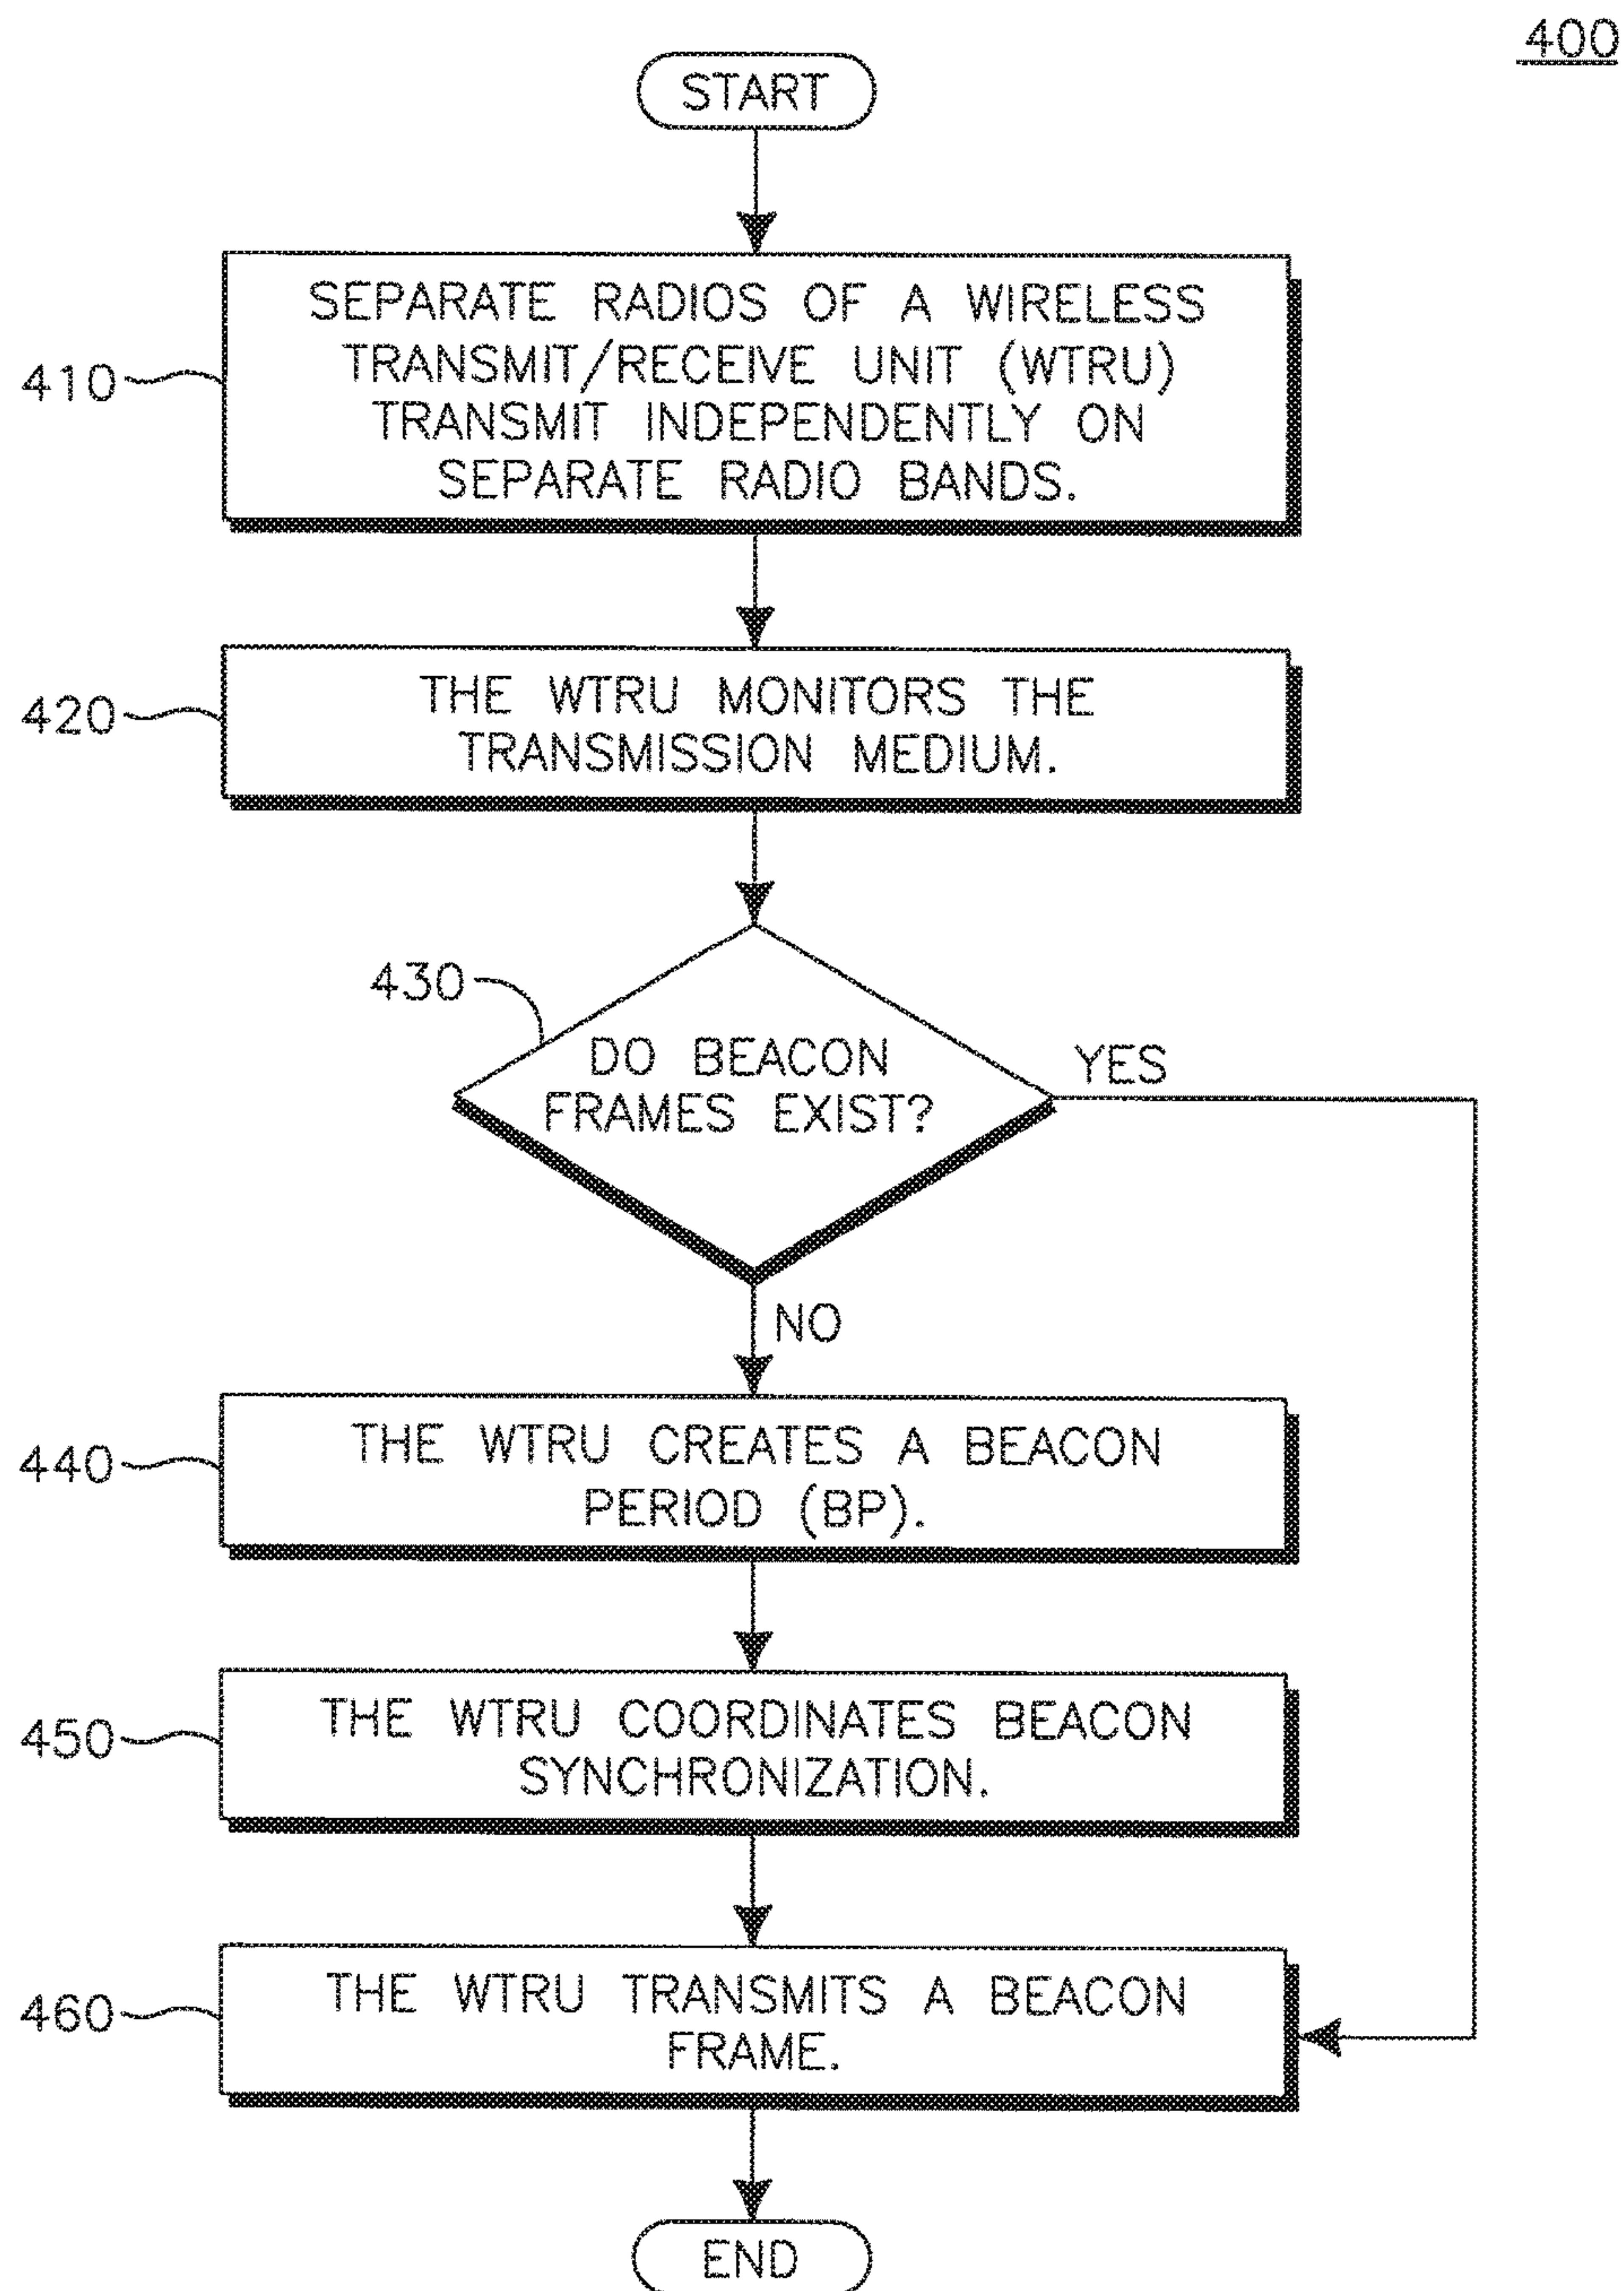 400
START
410
SEPARATE RADIOS OF A WIRELESS
TRANSMIT/RECEIVE UNIT (WTRU)
TRANSMIT INDEPENDENTLY ON
SEPARATE RADIO BANDS.
420
THE WTRU MONITORS THE
TRANSMISSION MEDIUM.
430
DO BEACON
FRAMES EXIST?
YES
NO
440
THE WTRU CREATES A BEACON
PERIOD (BP).
450
THE WTRU COORDINATES BEACON
SYNCHRONIZATION.
460
THE WTRU TRANSMITS A BEACON
FRAME.
END